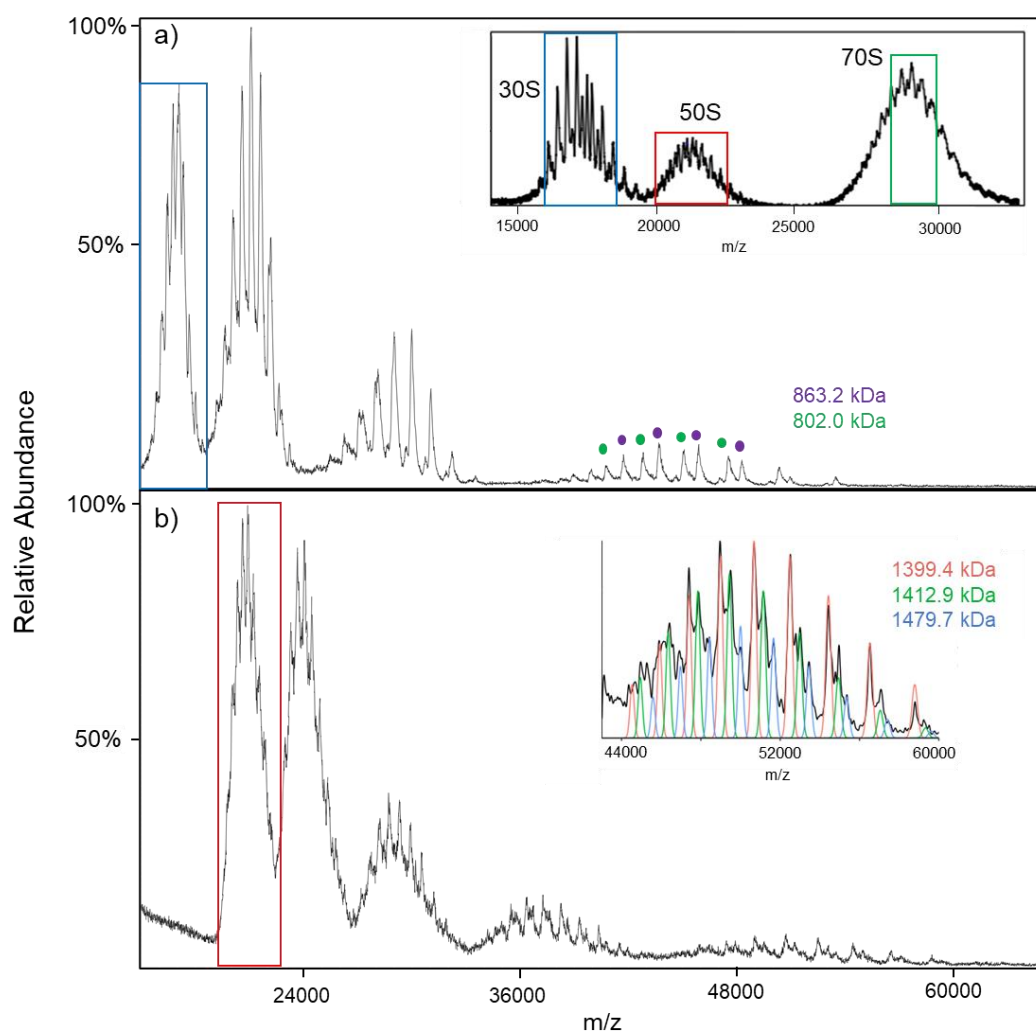 Relative Abundance
100%
50%
a)
30S
50S
70S
15000
20000
25000
30000
m/z
863.2 kDa
802.0 kDa
100%
50%
b)
1399.4 kDa
1412.9 kDa
1479.7 kDa
44000
52000
60000
m/z
24000
36000
48000
60000
m/z